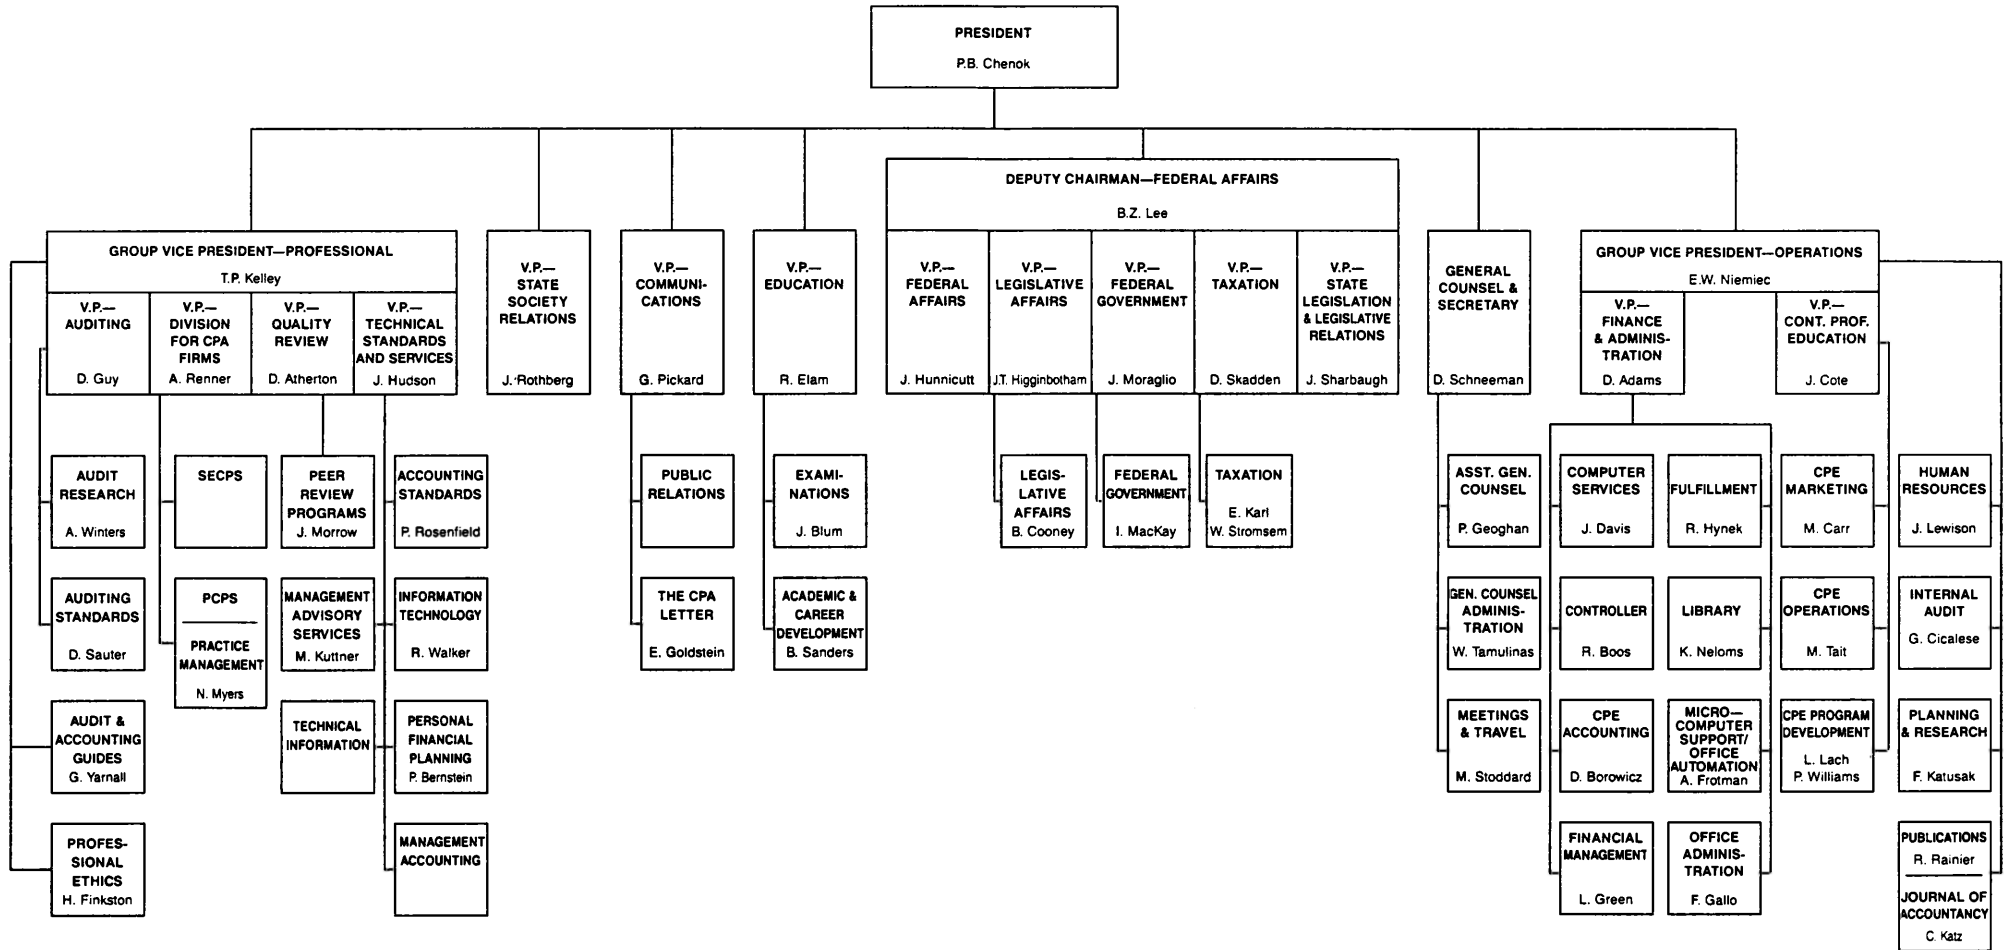 PRESIDENT
P.B. Chenok
DEPUTY CHAIRMAN—FEDERAL AFFAIRS
B.Z. Lee
GROUP VICE PRESIDENT—PROFESSIONAL
T.P. Kelley
V.P.—
AUDITING
D. Guy
V.P.—
DIVISION
FOR CPA
FIRMS
A. Renner
V.P.—
QUALITY
REVIEW
D. Atherton
V.P.—
TECHNICAL
STANDARDS
AND SERVICES
J. Hudson
V.P.—
STATE
SOCIETY
RELATIONS
J. Rothberg
V.P.—
COMMUNI-
CATIONS
G. Pickard
V.P.—
EDUCATION
R. Elam
V.P.—
FEDERAL
AFFAIRS
J. Hunnicutt
V.P.—
LEGISLATIVE
AFFAIRS
J.T. Higginbotham
V.P.—
FEDERAL
GOVERNMENT
J. Moraglio
V.P.—
TAXATION
D. Skadden
V.P.—
STATE
LEGISLATION
& LEGISLATIVE
RELATIONS
J. Sharbaugh
GENERAL
COUNSEL &
SECRETARY
D. Schneeman
GROUP VICE PRESIDENT—OPERATIONS
E.W. Niemiec
V.P.—
FINANCE
& ADMINIS-
TRATION
D. Adams
V.P.—
CONT. PROF.
EDUCATION
J. Cote
AUDIT
RESEARCH
A. Winters
SECPS
PEER
REVIEW
PROGRAMS
J. Morrow
ACCOUNTING
STANDARDS
P. Rosenfield
PUBLIC
RELATIONS
EXAMI-
NATIONS
J. Blum
LEGIS-
LATIVE
AFFAIRS
B. Cooney
FEDERAL
GOVERNMENT
I. MacKay
TAXATION
E. Karl
W. Stromsem
ASST. GEN.
COUNSEL
P. Geoghan
COMPUTER
SERVICES
J. Davis
FULFILLMENT
R. Hynek
CPE
MARKETING
M. Carr
HUMAN
RESOURCES
J. Lewison
AUDITING
STANDARDS
D. Sauter
PCPS
PRACTICE
MANAGEMENT
N. Myers
MANAGEMENT
ADVISORY
SERVICES
M. Kuttner
INFORMATION
TECHNOLOGY
R. Walker
THE CPA
LETTER
E. Goldstein
ACADEMIC &
CAREER
DEVELOPMENT
B. Sanders
GEN. COUNSEL
ADMINIS-
TRATION
W. Tamulinas
CONTROLLER
R. Boos
LIBRARY
K. Neloms
CPE
OPERATIONS
M. Tait
INTERNAL
AUDIT
G. Cicalese
AUDIT &
ACCOUNTING
GUIDES
G. Yarnall
TECHNICAL
INFORMATION
PERSONAL
FINANCIAL
PLANNING
P. Bernstein
MEETINGS
& TRAVEL
M. Stoddard
CPE
ACCOUNTING
D. Borowicz
MICRO—
COMPUTER
SUPPORT/
OFFICE
AUTOMATION
A. Frotman
CPE PROGRAM
DEVELOPMENT
L. Lach
P. Williams
PLANNING
& RESEARCH
F. Katusak
PROFES-
SIONAL
ETHICS
H. Finkston
MANAGEMENT
ACCOUNTING
FINANCIAL
MANAGEMENT
L. Green
OFFICE
ADMINIS-
TRATION
F. Gallo
PUBLICATIONS
R. Rainier
JOURNAL OF
ACCOUNTANCY
C. Katz